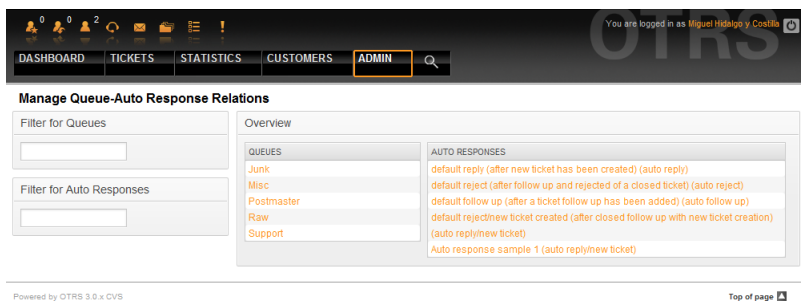 0 0 2
You are logged in as Miguel Hidalgo y Costilla
OTRS
DASHBOARD TICKETS STATISTICS CUSTOMERS ADMIN
Manage Queue-Auto Response Relations
Filter for Queues
Filter for Auto Responses
Overview
QUEUES
Junk
Misc
Postmaster
Raw
Support
AUTO RESPONSES
default reply (after new ticket has been created) (auto reply)
default reject (after follow up and rejected of a closed ticket) (auto reject)
default follow up (after a ticket follow up has been added) (auto follow up)
default reject/new ticket created (after closed follow up with new ticket creation)
(auto reply/new ticket)
Auto response sample 1 (auto reply/new ticket)
Powered by OTRS 3.0.x CVS
Top of page